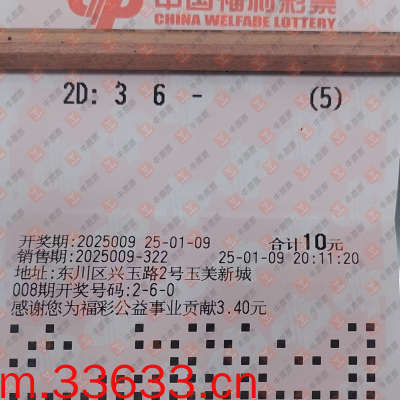 中国福利彩票
CHINA WELFARE LOTTERY
2D: 3 6 - (5)
开奖期:2025009 25-01-09 合计10元
销售期:2025009-322 25-01-09 20:11:20
地址:东川区兴玉路2号玉美新城
008期开奖号码:2-6-0
感谢您为福彩公益事业贡献3.40元
m.33633.cn